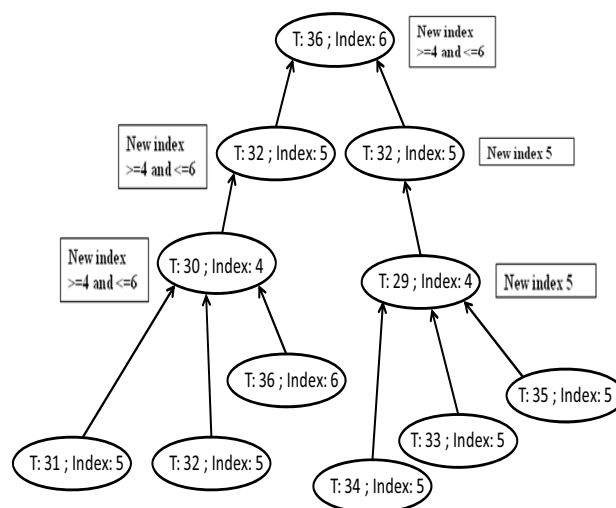 T: 36 ; Index: 6
New index
>=4 and <=6
New index
>=4 and <=6
T: 32 ; Index: 5
T: 32 ; Index: 5
New index 5
New index
>=4 and <=6
T: 30 ; Index: 4
T: 29 ; Index: 4
New index 5
T: 36 ; Index: 6
T: 35 ; Index: 5
T: 33 ; Index: 5
T: 31 ; Index: 5
T: 32 ; Index: 5
T: 34 ; Index: 5